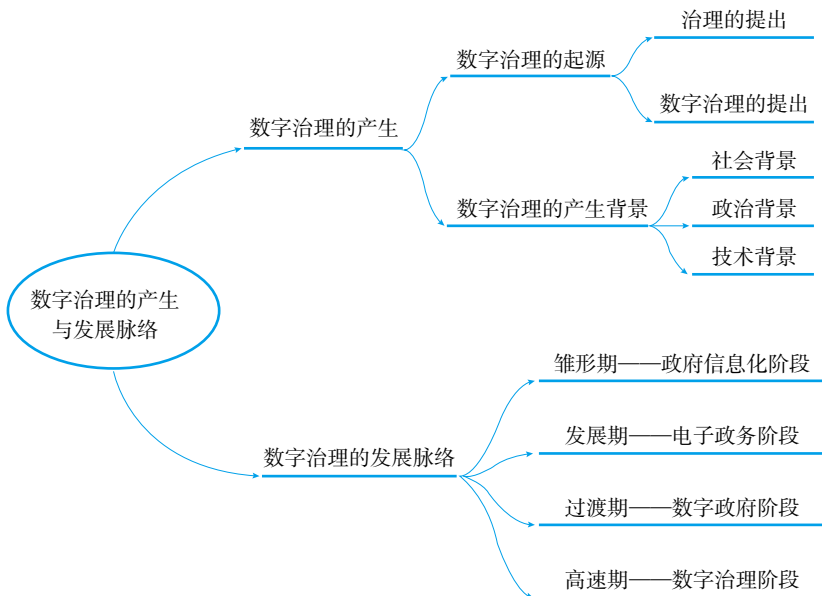 数字治理的产生
与发展脉络
数字治理的产生
数字治理的起源
治理的提出
数字治理的提出
数字治理的产生背景
社会背景
政治背景
技术背景
数字治理的发展脉络
雏形期——政府信息化阶段
发展期——电子政务阶段
过渡期——数字政府阶段
高速期——数字治理阶段